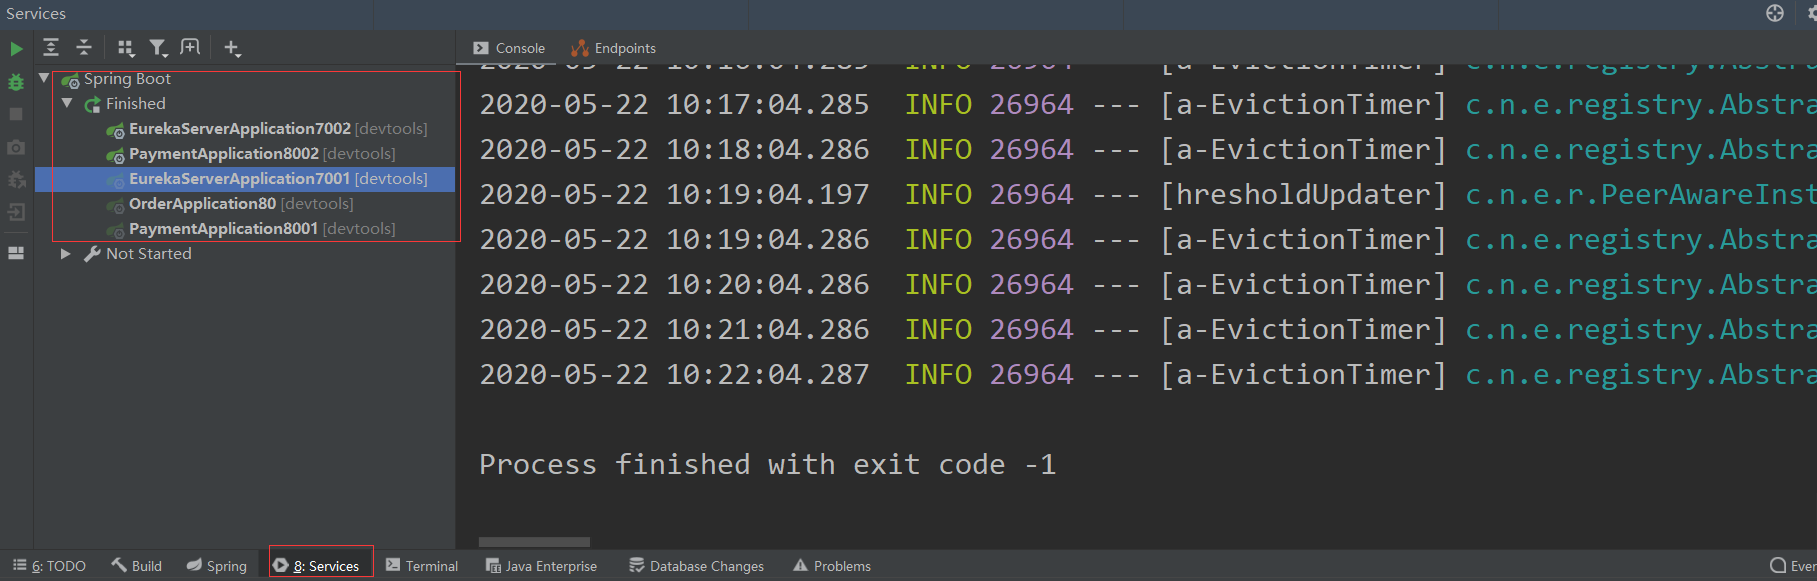 Services
Console Endpoints
Spring Boot
Finished
EurekaServerApplication7002 [devtools]
PaymentApplication8002 [devtools]
EurekaServerApplication7001 [devtools]
OrderApplication80 [devtools]
PaymentApplication8001 [devtools]
Not Started
2020-05-22 10:17:04.285 INFO 26964 --- [a-EvictionTimer] c.n.e.registry.Abstra
2020-05-22 10:18:04.286 INFO 26964 --- [a-EvictionTimer] c.n.e.registry.Abstra
2020-05-22 10:19:04.197 INFO 26964 --- [hresholdUpdater] c.n.e.r.PeerAwareInst
2020-05-22 10:19:04.286 INFO 26964 --- [a-EvictionTimer] c.n.e.registry.Abstra
2020-05-22 10:20:04.286 INFO 26964 --- [a-EvictionTimer] c.n.e.registry.Abstra
2020-05-22 10:21:04.286 INFO 26964 --- [a-EvictionTimer] c.n.e.registry.Abstra
2020-05-22 10:22:04.287 INFO 26964 --- [a-EvictionTimer] c.n.e.registry.Abstra
Process finished with exit code -1
6: TODO Build Spring 8: Services Terminal Java Enterprise Database Changes Problems Ever